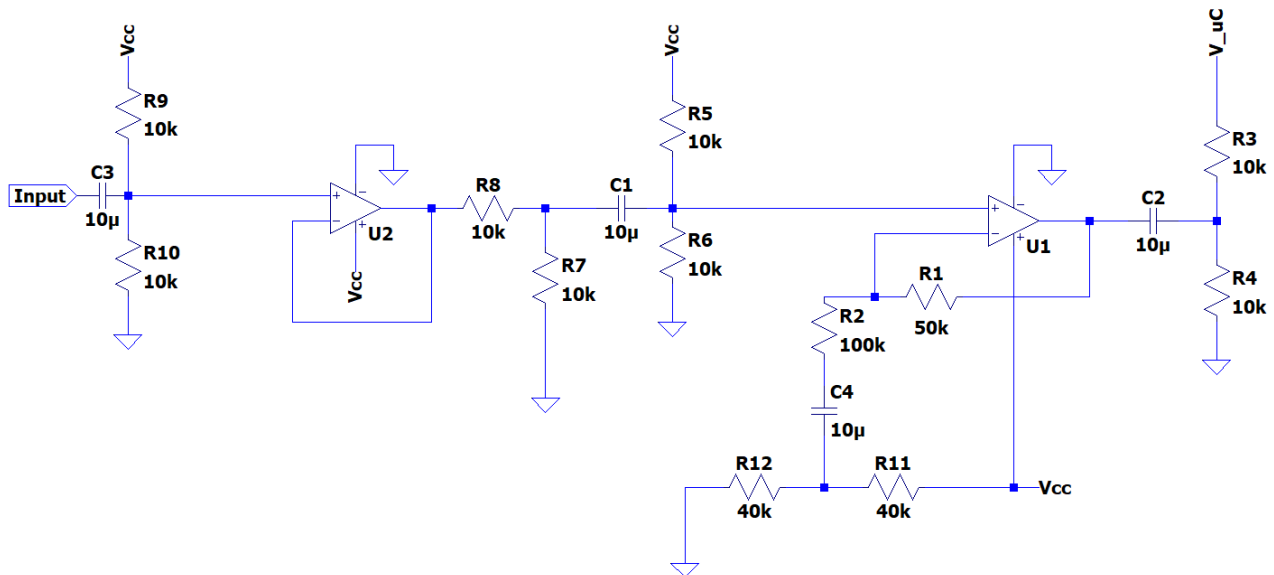 Vcc
Vcc
V_uC
R9
10k
R5
10k
R3
10k
Input
C3
10µ
+
−
−
+
U2
R8
10k
C1
10µ
+
−
−
+
U1
C2
10µ
R10
10k
Vcc
R7
10k
R6
10k
R1
50k
R4
10k
R2
100k
C4
10µ
R12
40k
R11
40k
Vcc